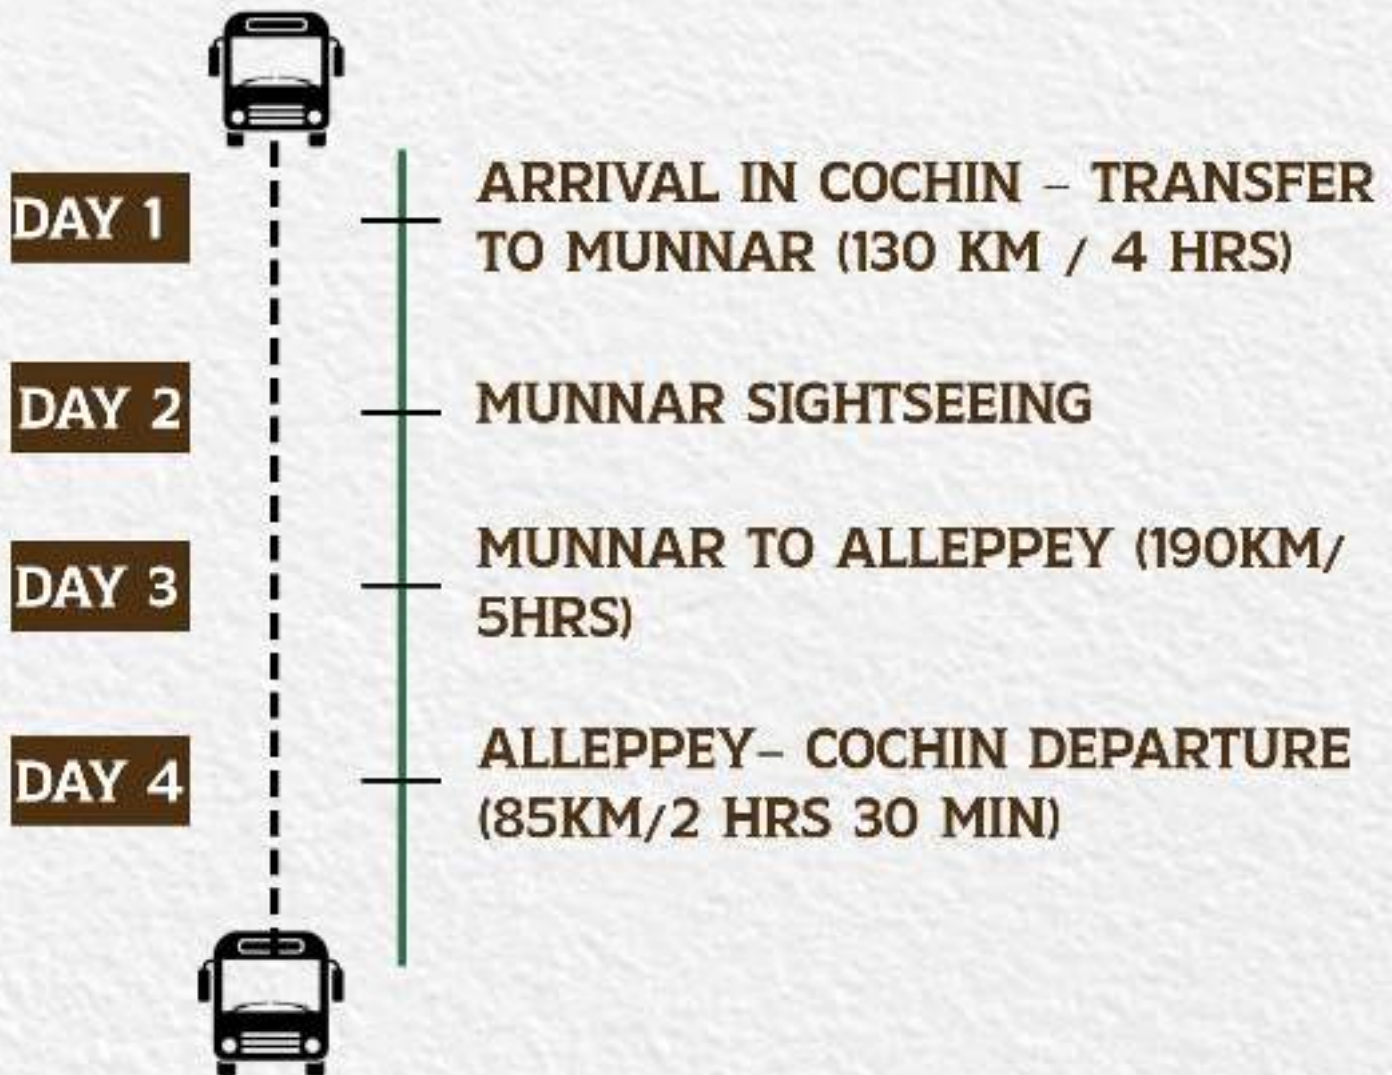 DAY 1
ARRIVAL IN COCHIN – TRANSFER
TO MUNNAR (130 KM / 4 HRS)
DAY 2
MUNNAR SIGHTSEEING
DAY 3
MUNNAR TO ALLEPPEY (190KM/
5HRS)
DAY 4
ALLEPPEY– COCHIN DEPARTURE
(85KM/2 HRS 30 MIN)